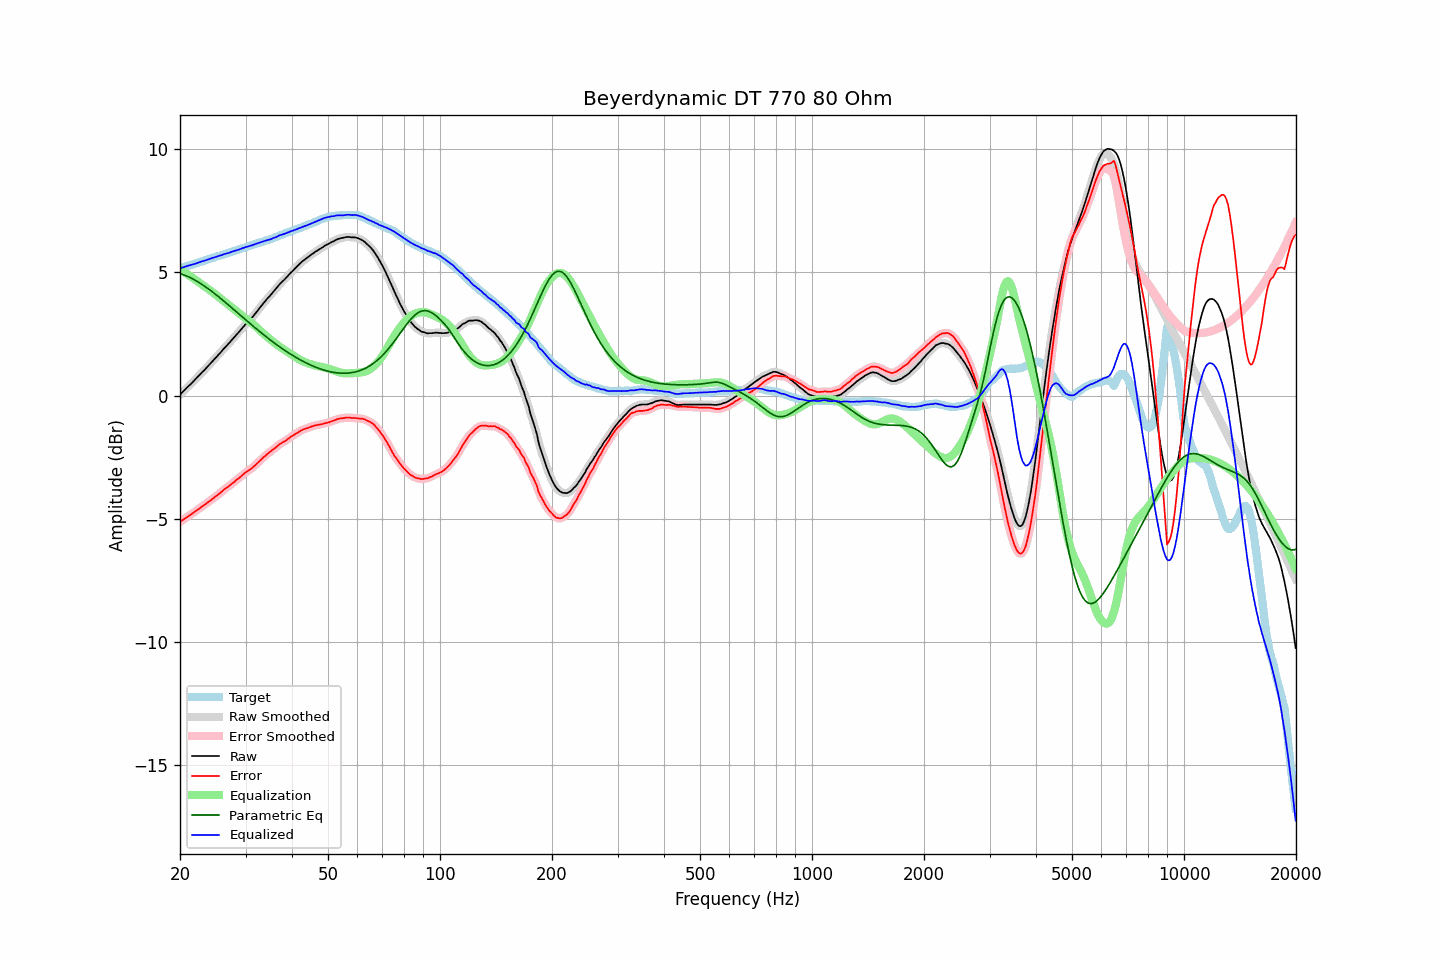 Beyerdynamic DT 770 80 Ohm
10
5
0
−5
−10
−15
Amplitude (dBr)
Target
Raw Smoothed
Error Smoothed
Raw
Error
Equalization
Parametric Eq
Equalized
20 50 100 200 500 1000 2000 5000 10000 20000
Frequency (Hz)